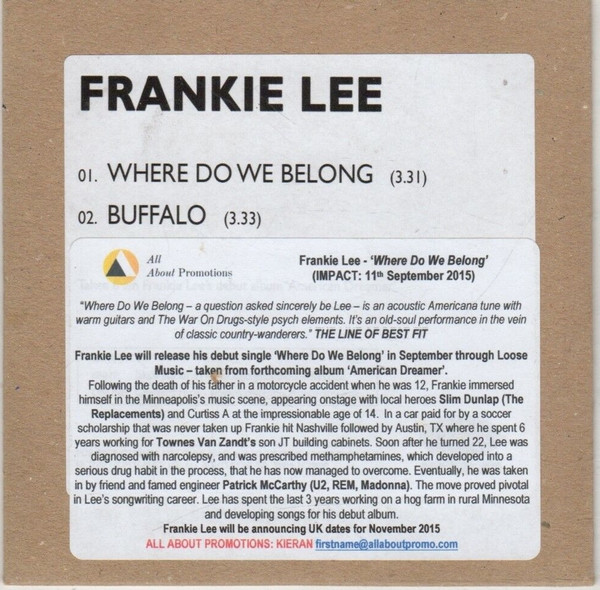 FRANKIE LEE
01. WHERE DO WE BELONG (3.31)
02. BUFFALO (3.33)
All
About Promotions
Frankie Lee - ‘Where Do We Belong’
(IMPACT: 11th September 2015)
“Where Do We Belong – a question asked sincerely be Lee – is an acoustic Americana tune with
warm guitars and The War On Drugs-style psych elements. It’s an old-soul performance in the vein
of classic country-wanderers.” THE LINE OF BEST FIT
Frankie Lee will release his debut single ‘Where Do We Belong’ in September through Loose
Music – taken from forthcoming album ‘American Dreamer’.
Following the death of his father in a motorcycle accident when he was 12, Frankie immersed
himself in the Minneapolis’s music scene, appearing onstage with local heroes Slim Dunlap (The
Replacements) and Curtiss A at the impressionable age of 14. In a car paid for by a soccer
scholarship that was never taken up Frankie hit Nashville followed by Austin, TX where he spent 6
years working for Townes Van Zandt’s son JT building cabinets. Soon after he turned 22, Lee was
diagnosed with narcolepsy, and was prescribed methamphetamines, which developed into a
serious drug habit in the process, that he has now managed to overcome. Eventually, he was taken
in by friend and famed engineer Patrick McCarthy (U2, REM, Madonna). The move proved pivotal
in Lee’s songwriting career. Lee has spent the last 3 years working on a hog farm in rural Minnesota
and developing songs for his debut album.
Frankie Lee will be announcing UK dates for November 2015
ALL ABOUT PROMOTIONS: KIERAN firstname@allaboutpromo.com